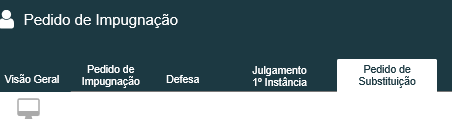 Pedido de Impugnação
Visão Geral
Pedido de
Impugnação
Defesa
Julgamento
1º Instância
Pedido de
Substituição